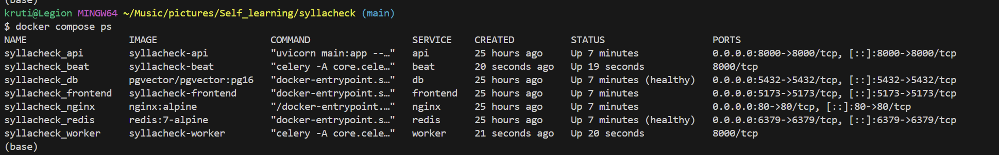 (base)
kruti@Legion MINGW64 ~/Music/pictures/Self_learning/syllacheck (main)
$ docker compose ps
NAME IMAGE COMMAND SERVICE CREATED STATUS PORTS
syllacheck_api syllacheck-api "uvicorn main:app --…" api 25 hours ago Up 7 minutes 0.0.0.0:8000->8000/tcp, [::]:8000->8000/tcp
syllacheck_beat syllacheck-beat "celery -A core.cele…" beat 20 seconds ago Up 19 seconds 8000/tcp
syllacheck_db pgvector/pgvector:pg16 "docker-entrypoint.s…" db 25 hours ago Up 7 minutes (healthy) 0.0.0.0:5432->5432/tcp, [::]:5432->5432/tcp
syllacheck_frontend syllacheck-frontend "docker-entrypoint.s…" frontend 25 hours ago Up 7 minutes 0.0.0.0:5173->5173/tcp, [::]:5173->5173/tcp
syllacheck_nginx nginx:alpine "/docker-entrypoint.…" nginx 25 hours ago Up 7 minutes 0.0.0.0:80->80/tcp, [::]:80->80/tcp
syllacheck_redis redis:7-alpine "docker-entrypoint.s…" redis 25 hours ago Up 7 minutes (healthy) 0.0.0.0:6379->6379/tcp, [::]:6379->6379/tcp
syllacheck_worker syllacheck-worker "celery -A core.cele…" worker 21 seconds ago Up 20 seconds 8000/tcp
(base)